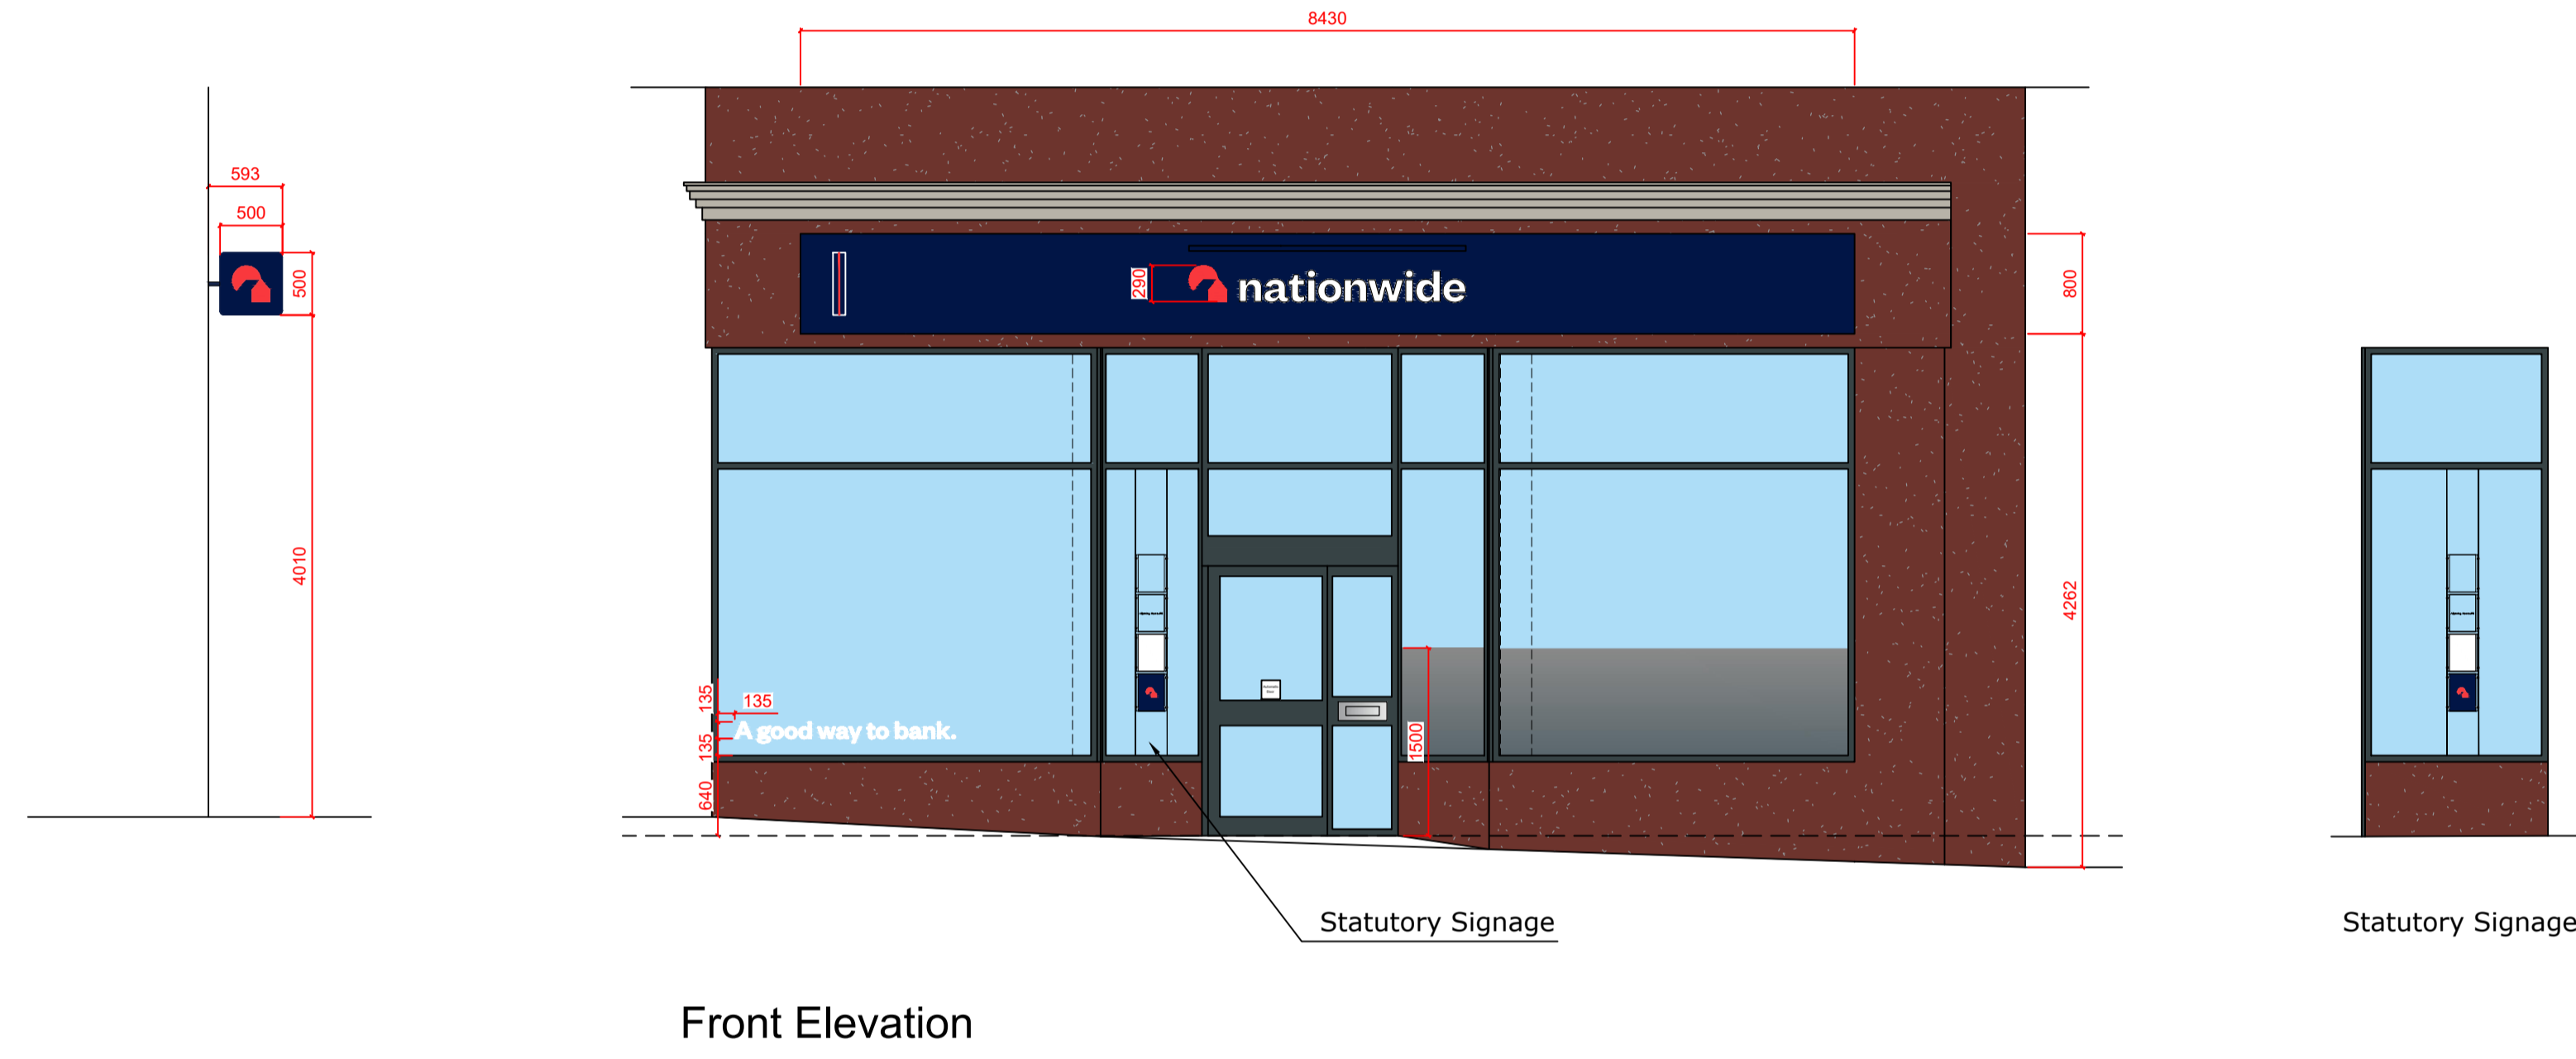 8430
593
500
500
4010
290
nationwide
800
4262
135
135
A good way to bank.
135
640
1500
Statutory Signage
Statutory Signage
Front Elevation